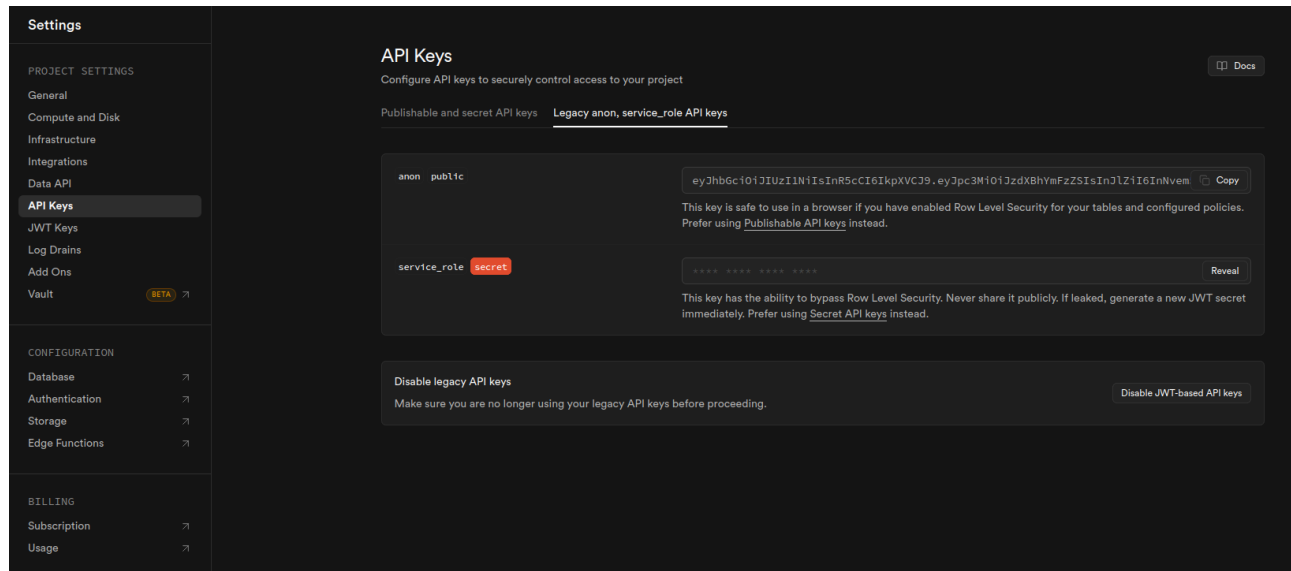 Settings
PROJECT SETTINGS
General
Compute and Disk
Infrastructure
Integrations
Data API
API Keys
JWT Keys
Log Drains
Add Ons
Vault BETA
CONFIGURATION
Database
Authentication
Storage
Edge Functions
BILLING
Subscription
Usage
API Keys
Configure API keys to securely control access to your project
Docs
Publishable and secret API keys Legacy anon, service_role API keys
anon public
eyJhbGciOiJIUzI1NiIsInR5cCI6IkpXVCJ9.eyJpc3MiOiJzdXBhYmFzZSIsInJlZiI6InNvem Copy
This key is safe to use in a browser if you have enabled Row Level Security for your tables and configured policies.
Prefer using Publishable API keys instead.
service_role secret
**** **** **** **** Reveal
This key has the ability to bypass Row Level Security. Never share it publicly. If leaked, generate a new JWT secret
immediately. Prefer using Secret API keys instead.
Disable legacy API keys
Make sure you are no longer using your legacy API keys before proceeding.
Disable JWT-based API keys